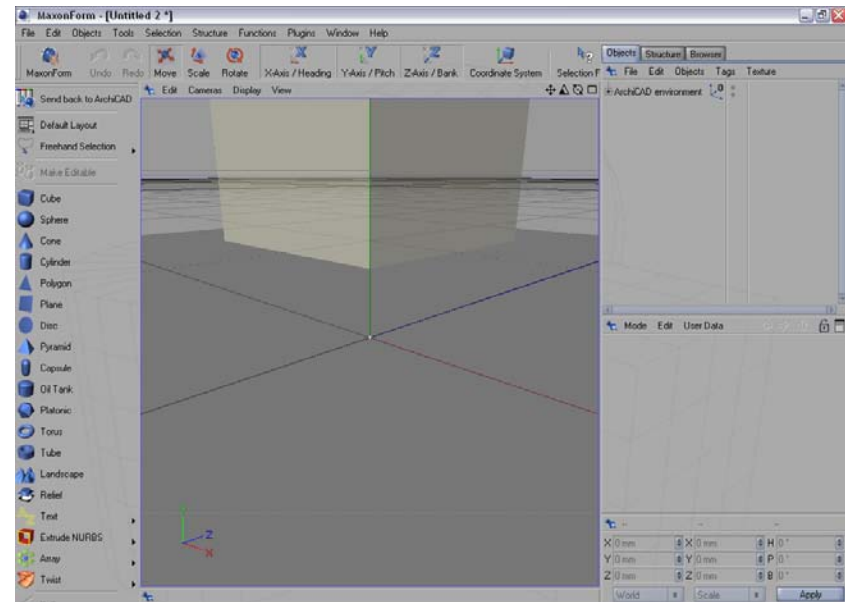 MaxonForm - [Untitled 2 *]
File Edit Objects Tools Selection Structure Functions Plugins Window Help
MaxonForm Undo Redo Move Scale Rotate X-Axis / Heading Y-Axis / Pitch Z-Axis / Bank Coordinate System Selection F
Objects Structure Browser
File Edit Objects Tags Texture
ArchiCAD environment
Send back to ArchiCAD
Edit Cameras Display View
Default Layout
Freehand Selection
Make Editable
Cube
Sphere
Cone
Cylinder
Polygon
Plane
Disc
Pyramid
Capsule
Oil Tank
Platonic
Torus
Tube
Landscape
Relief
Text
Extrude NURBS
Array
Twist
Y
Z
X
Mode Edit User Data
-- -- --
X 0 mm X 0 mm H 0 °
Y 0 mm Y 0 mm P 0 °
Z 0 mm Z 0 mm B 0 °
World Scale Apply